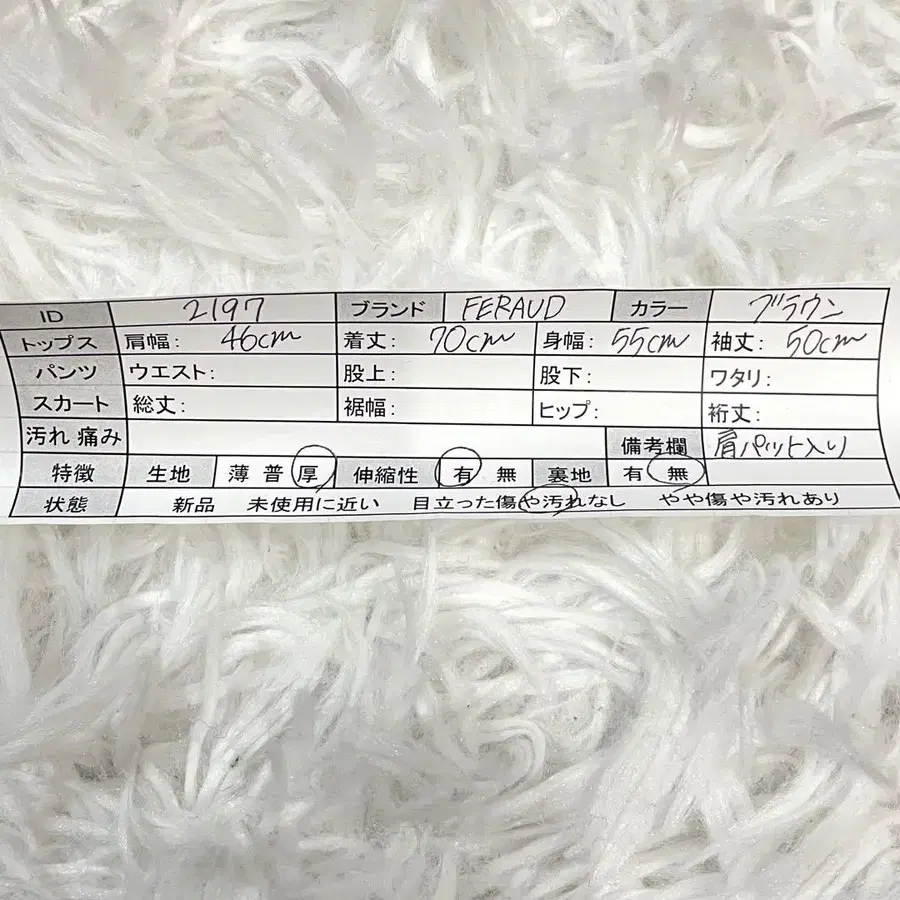 ID 2197 ブランド FERAUD カラー ブラウン
トップス 肩幅: 46cm 着丈: 70cm 身幅: 55cm 袖丈: 50cm
パンツ ウエスト: 股上: 股下: ワタリ:
スカート 総丈: 裾幅: ヒップ: 裄丈:
汚れ 痛み 備考欄 肩パット入り
特徴 生地 薄 普 厚 伸縮性 有 無 裏地 有 無
状態 新品 未使用に近い 目立った傷や汚れなし やや傷や汚れあり